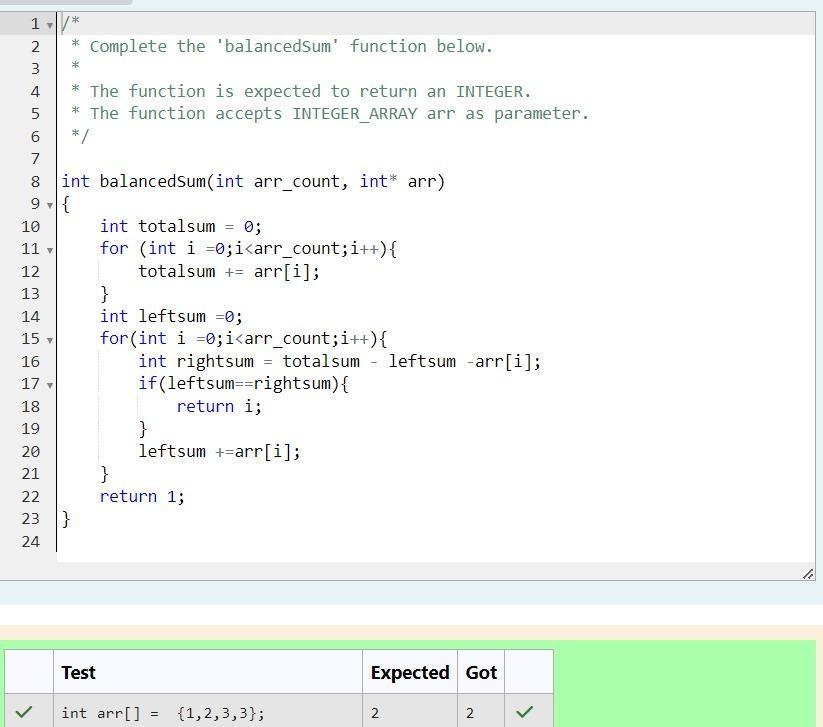 1 /*
2  * Complete the 'balancedSum' function below.
3  *
4  * The function is expected to return an INTEGER.
5  * The function accepts INTEGER_ARRAY arr as parameter.
6  */
7
8 int balancedSum(int arr_count, int* arr)
9 {
10     int totalsum = 0;
11     for (int i =0;i<arr_count;i++){
12         totalsum += arr[i];
13     }
14     int leftsum =0;
15     for(int i =0;i<arr_count;i++){
16         int rightsum = totalsum - leftsum -arr[i];
17         if(leftsum==rightsum){
18             return i;
19         }
20         leftsum +=arr[i];
21     }
22     return 1;
23 }
24
Test Expected Got
int arr[] =  {1,2,3,3}; 2 2